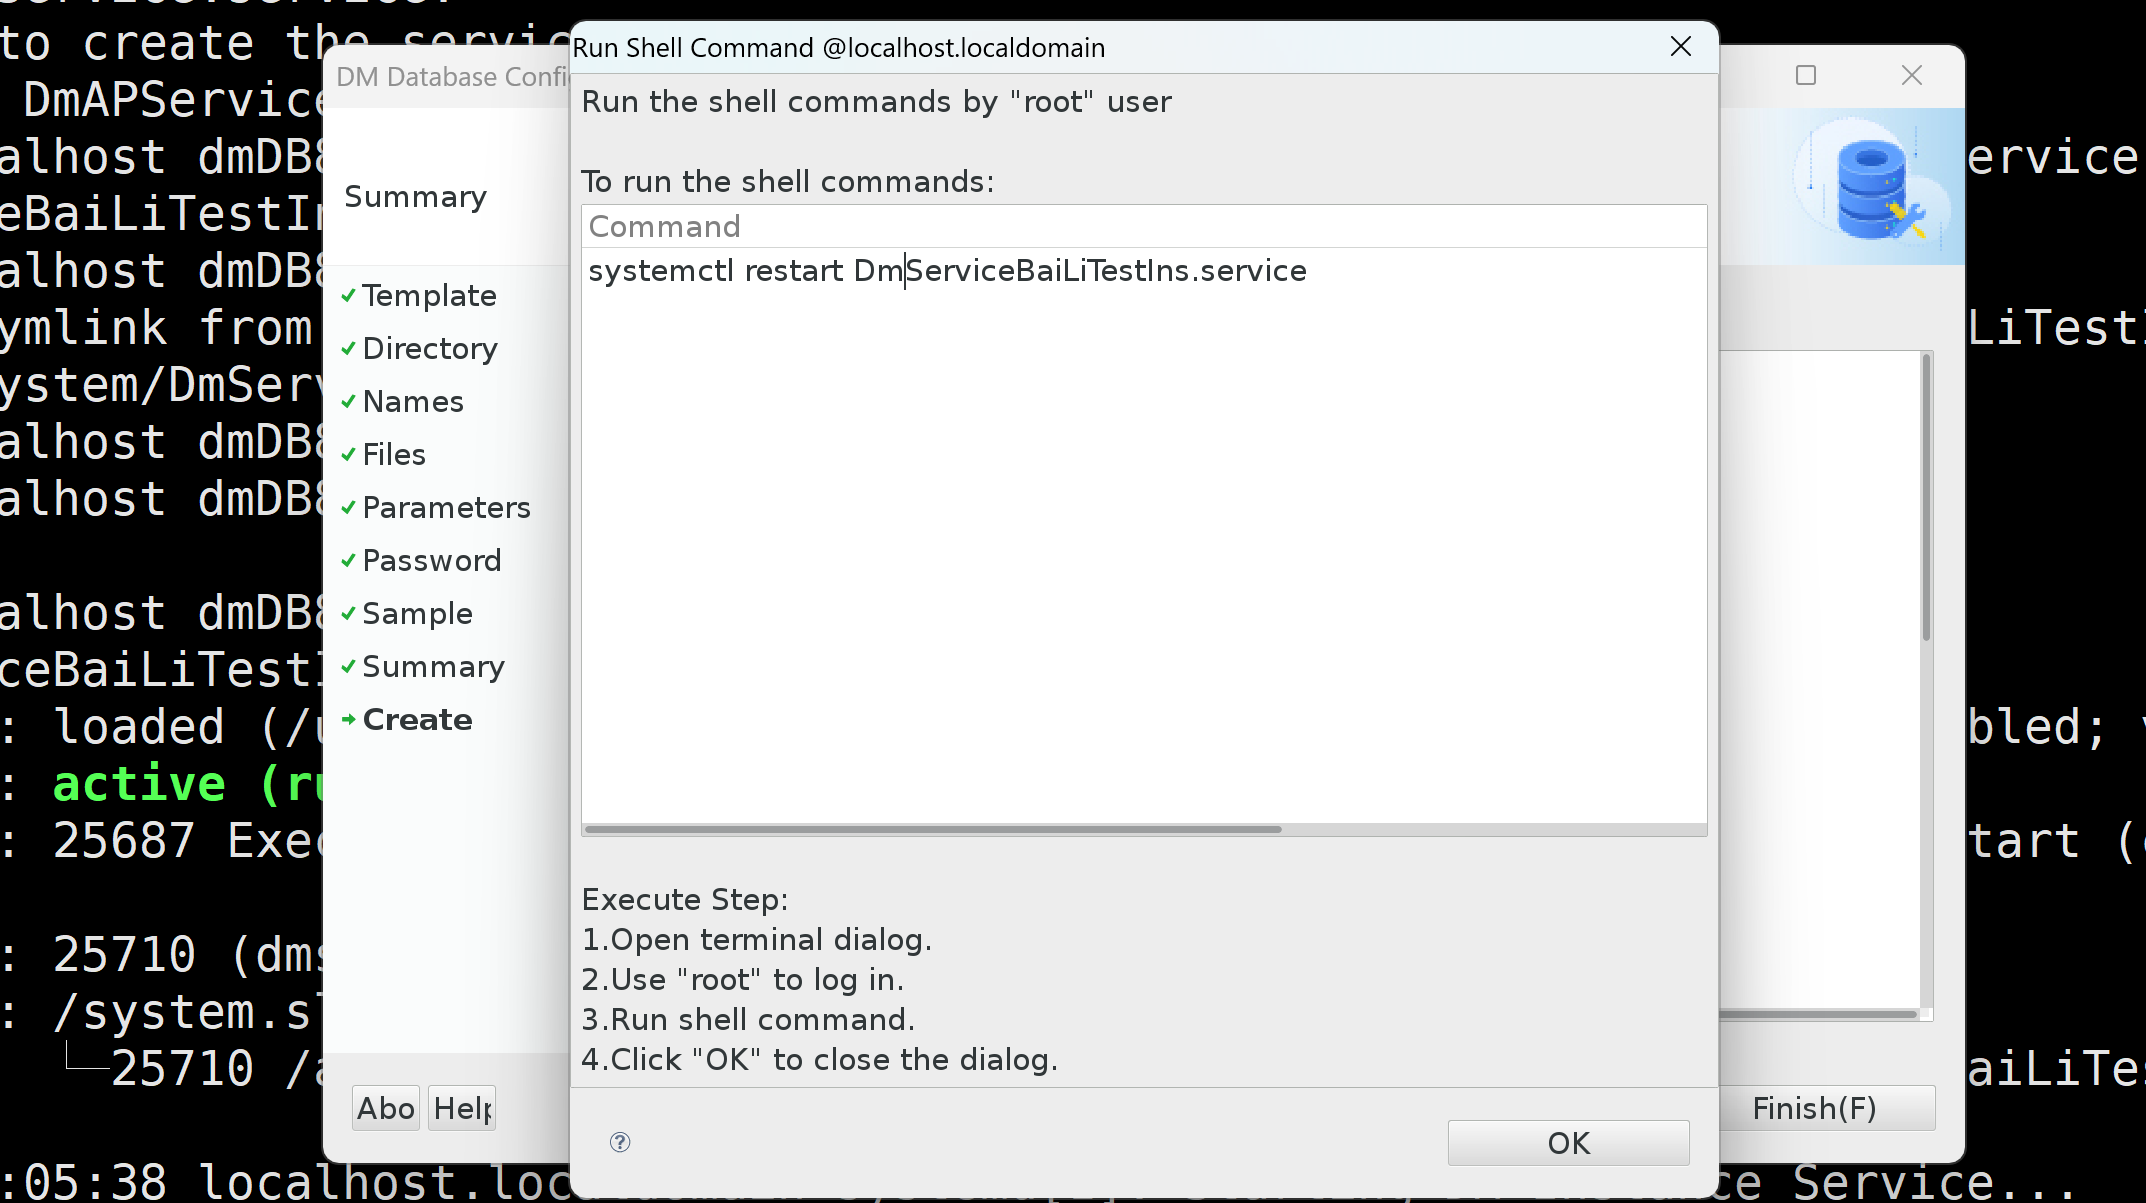 to create the servic
DmAPService
alhost dmDB8
ervice
eBaiLiTestIn
alhost dmDB8
ymlink from
LiTestI
ystem/DmServ
alhost dmDB8
alhost dmDB8
alhost dmDB8
ceBaiLiTestI
: loaded (/u
bled; v
: active (ru
: 25687 Exec
tart (c
: 25710 (dms
: /system.sl
└─25710 /a
aiLiTes
:05:38 localhost.loc
ce Service...
DM Database Config
Summary
Template
Directory
Names
Files
Parameters
Password
Sample
Summary
Create
Abo
Help
Finish(F)
Run Shell Command @localhost.localdomain
Run the shell commands by "root" user
To run the shell commands:
Command
systemctl restart DmServiceBaiLiTestIns.service
Execute Step:
1.Open terminal dialog.
2.Use "root" to log in.
3.Run shell command.
4.Click "OK" to close the dialog.
OK